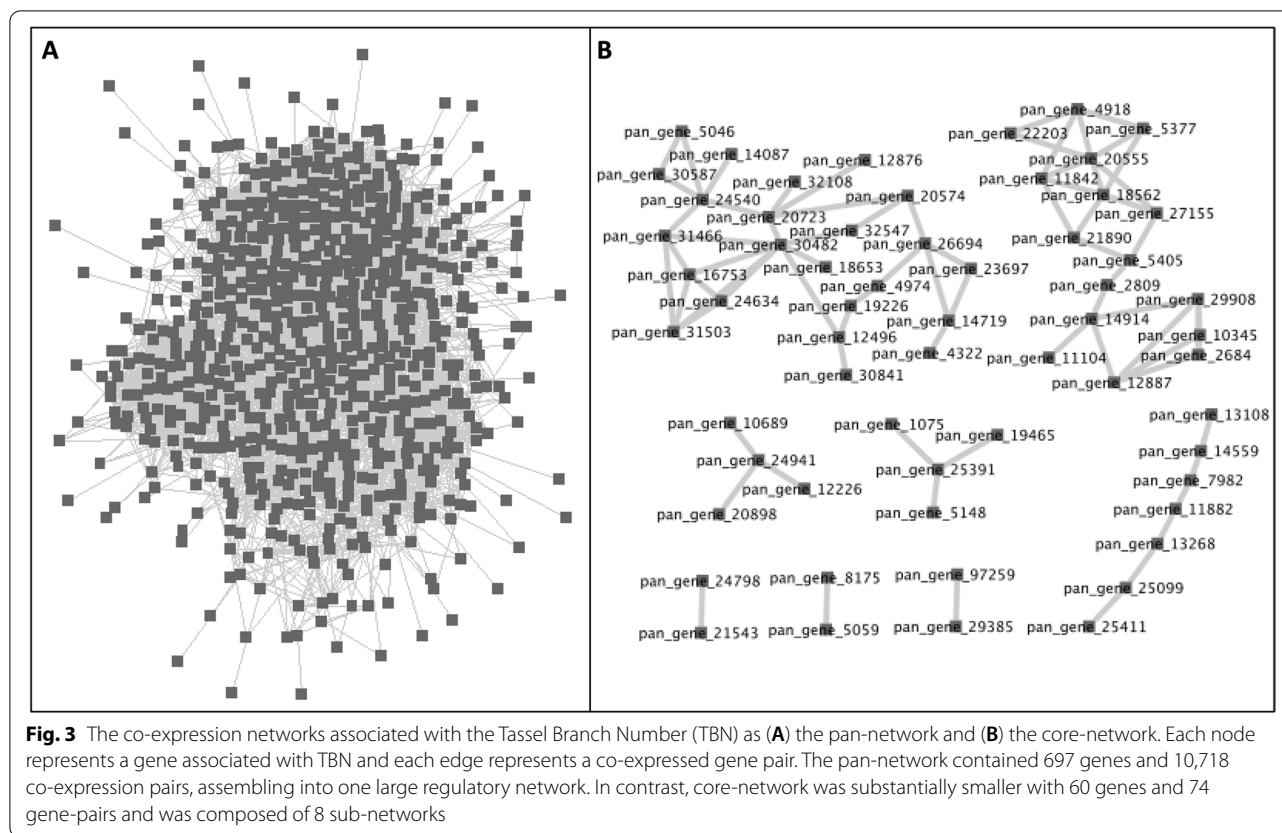 A
B
pan_gene_4918
pan_gene_5046
pan_gene_22203
pan_gene_5377
pan_gene_14087
pan_gene_12876
pan_gene_20555
pan_gene_30587
pan_gene_32108
pan_gene_11842
pan_gene_24540
pan_gene_20574
pan_gene_18562
pan_gene_20723
pan_gene_27155
pan_gene_31466
pan_gene_32547
pan_gene_30482
pan_gene_26694
pan_gene_21890
pan_gene_16753
pan_gene_18653
pan_gene_23697
pan_gene_5405
pan_gene_4974
pan_gene_2809
pan_gene_24634
pan_gene_19226
pan_gene_29908
pan_gene_31503
pan_gene_14719
pan_gene_14914
pan_gene_12496
pan_gene_10345
pan_gene_4322
pan_gene_11104
pan_gene_2684
pan_gene_30841
pan_gene_12887
pan_gene_10689
pan_gene_1075
pan_gene_13108
pan_gene_19465
pan_gene_24941
pan_gene_14559
pan_gene_25391
pan_gene_12226
pan_gene_7982
pan_gene_20898
pan_gene_5148
pan_gene_11882
pan_gene_13268
pan_gene_24798
pan_gene_8175
pan_gene_97259
pan_gene_25099
pan_gene_21543
pan_gene_5059
pan_gene_29385
pan_gene_25411
Fig. 3 The co-expression networks associated with the Tassel Branch Number (TBN) as (A) the pan-network and (B) the core-network. Each node
represents a gene associated with TBN and each edge represents a co-expressed gene pair. The pan-network contained 697 genes and 10,718
co-expression pairs, assembling into one large regulatory network. In contrast, core-network was substantially smaller with 60 genes and 74
gene-pairs and was composed of 8 sub-networks